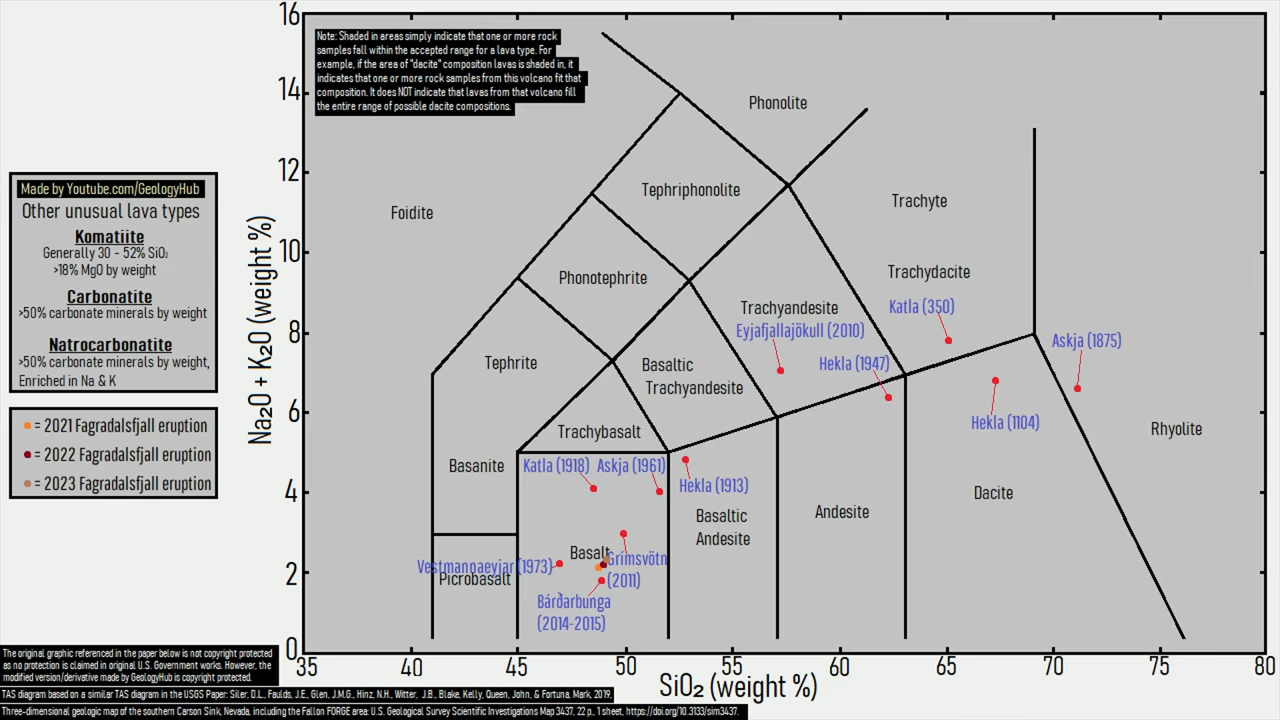 Note: Shaded in areas simply indicate that one or more rock
samples fall within the accepted range for a lava type. For
example, if the area of "dacite" composition lavas is shaded in, it
indicates that one or more rock samples from this volcano fit that
composition. It does NOT indicate that lavas from that volcano fill
the entire range of possible dacite compositions.
Made by Youtube.com/GeologyHub
Other unusual lava types
Komatiite
Generally 30 - 52% SiO₂
>18% MgO by weight
Carbonatite
>50% carbonate minerals by weight
Natrocarbonatite
>50% carbonate minerals by weight,
Enriched in Na & K
= 2021 Fagradalsfjall eruption
= 2022 Fagradalsfjall eruption
= 2023 Fagradalsfjall eruption
Na₂O + K₂O (weight %)
16
14
12
10
8
6
4
2
0
Phonolite
Tephriphonolite
Foidite
Trachyte
Trachydacite
Phonotephrite
Trachyandesite
Katla (350)
Eyjafjallajökull (2010)
Askja (1875)
Tephrite
Basaltic
Trachyandesite
Hekla (1947)
Hekla (1104)
Trachybasalt
Rhyolite
Basanite
Katla (1918)
Askja (1961)
Hekla (1913)
Dacite
Basaltic
Andesite
Andesite
Basalt
Vestmannaeyjar (1973)
Grímsvötn
(2011)
Picrobasalt
Bárðarbunga
(2014-2015)
35
40
45
50
55
60
65
70
75
80
SiO₂ (weight %)
The original graphic referenced in the paper below is not copyright protected
as no protection is claimed in original U.S. Government works. However, the
modified version/derivative made by GeologyHub is copyright protected.
TAS diagram based on a similar TAS diagram in the USGS Paper: Siler, D.L., Faulds, J.E., Glen, J.M.G., Hinz, N.H., Witter, J.B., Blake, Kelly, Queen, John, & Fortuna, Mark, 2019,
Three-dimensional geologic map of the southern Carson Sink, Nevada, including the Fallon FORGE area: U.S. Geological Survey Scientific Investigations Map 3437, 22 p., 1 sheet, https://doi.org/10.3133/sim3437.